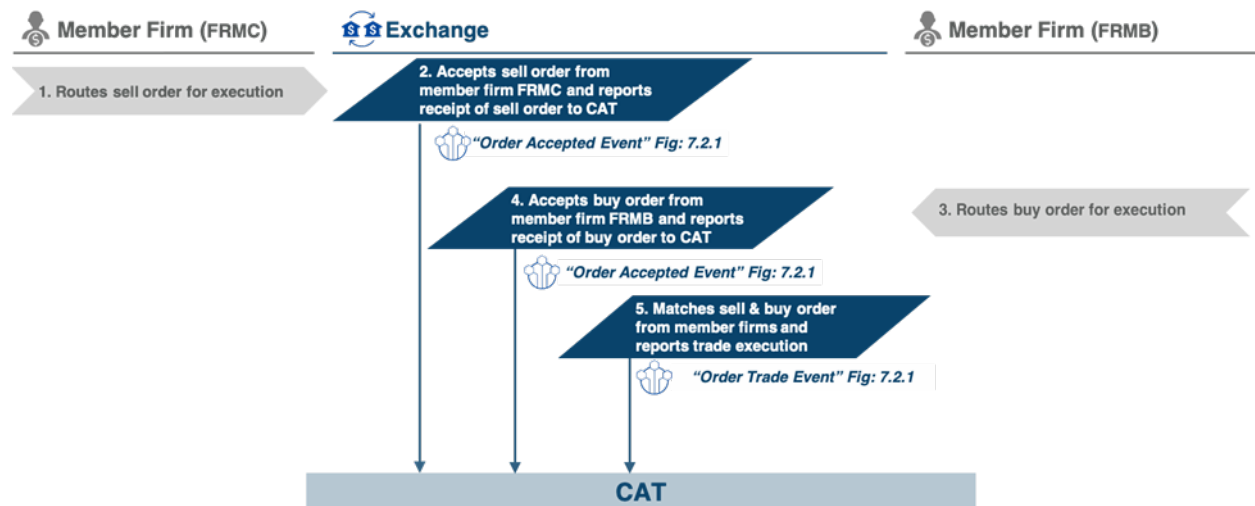 Member Firm (FRMC)
Exchange
Member Firm (FRMB)
1. Routes sell order for execution
2. Accepts sell order from
member firm FRMC and reports
receipt of sell order to CAT
"Order Accepted Event" Fig: 7.2.1
4. Accepts buy order from
member firm FRMB and reports
receipt of buy order to CAT
3. Routes buy order for execution
"Order Accepted Event" Fig: 7.2.1
5. Matches sell & buy order
from member firms and
reports trade execution
"Order Trade Event" Fig: 7.2.1
CAT